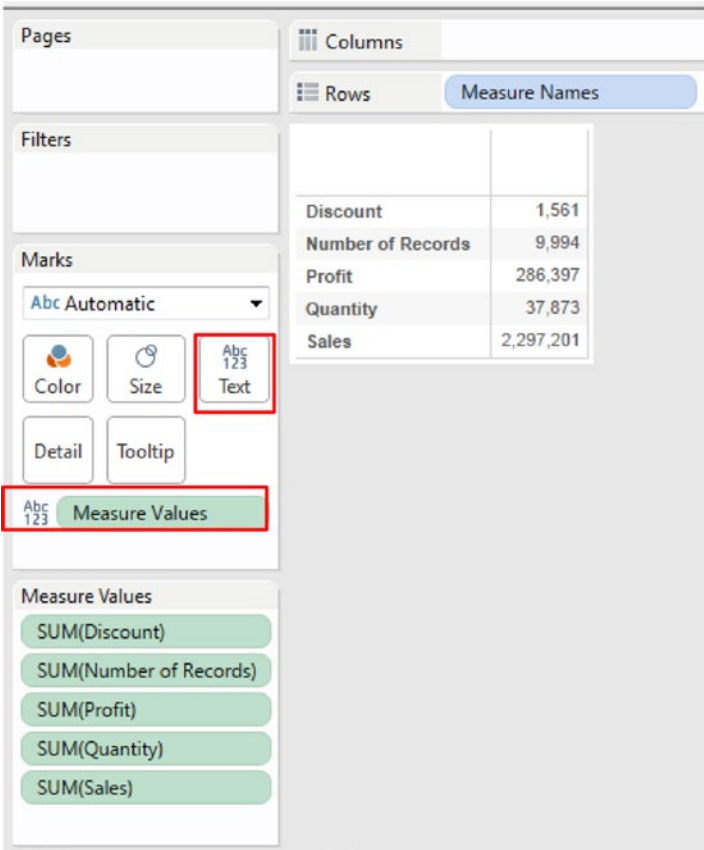 Pages
Columns
Rows
Measure Names
Filters
Discount 1,561
Number of Records 9,994
Profit 286,397
Quantity 37,873
Sales 2,297,201
Marks
Abc Automatic
Color
Size
Abc
123
Text
Detail
Tooltip
Abc
123
Measure Values
Measure Values
SUM(Discount)
SUM(Number of Records)
SUM(Profit)
SUM(Quantity)
SUM(Sales)